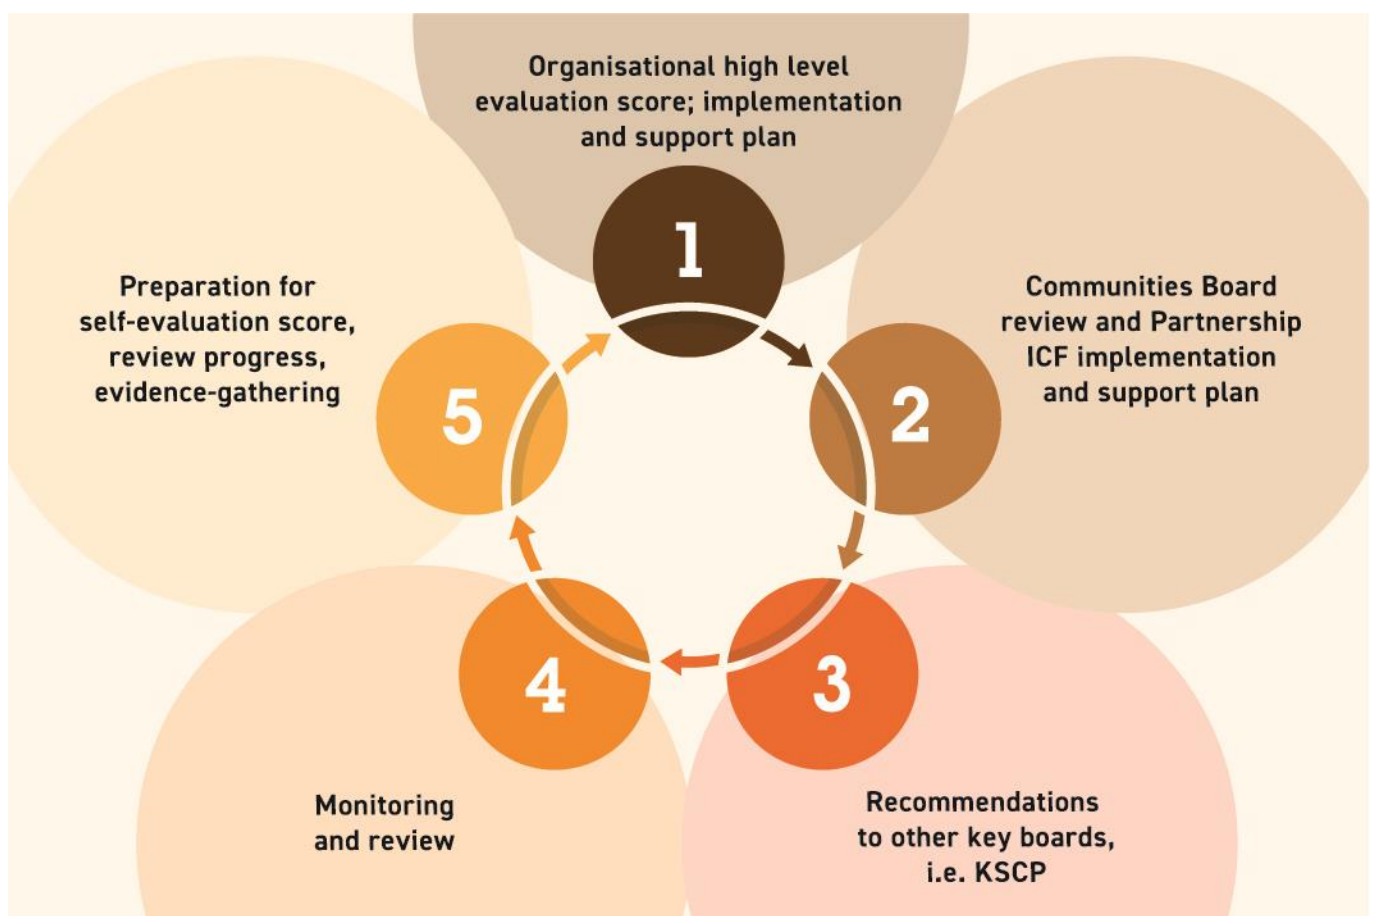 Organisational high level
evaluation score; implementation
and support plan
1
Communities Board
review and Partnership
ICF implementation
and support plan
2
Recommendations
to other key boards,
i.e. KSCP
3
Monitoring
and review
4
Preparation for
self-evaluation score,
review progress,
evidence-gathering
5